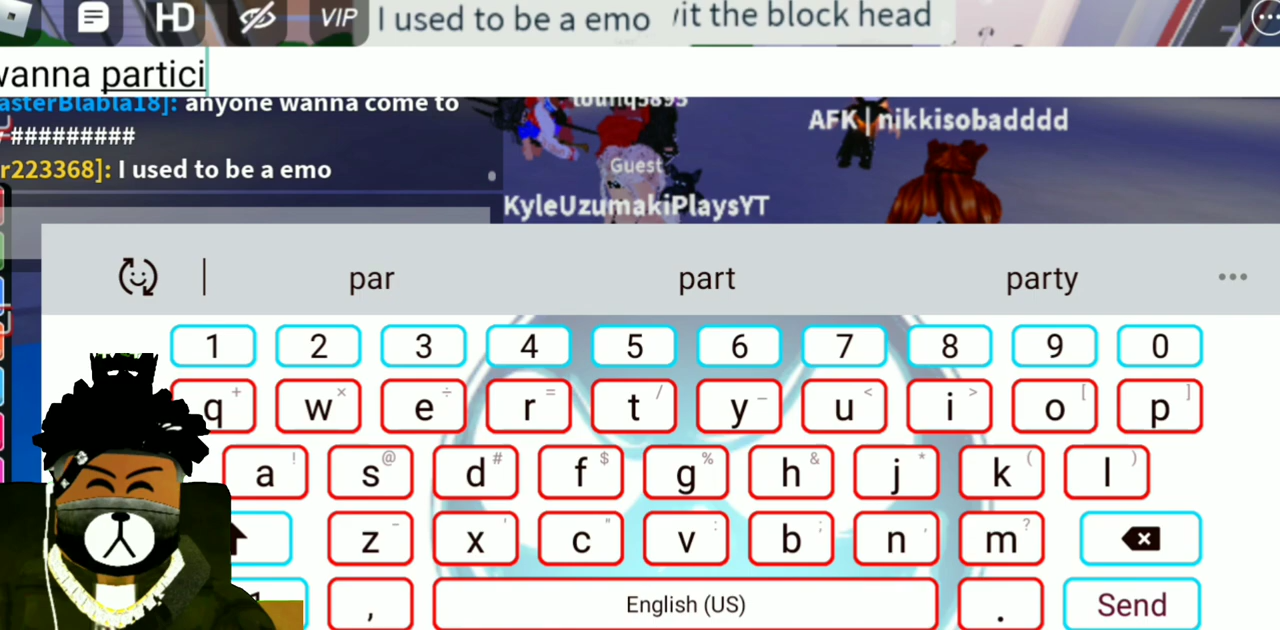 HD VIP I used to be a emo vit the block head
wanna partici
asterBlabla18]: anyone wanna come to
#########
r223368]: I used to be a emo
AFK | nikkisobadddd
Guest
KyleUzumakiPlaysYT
par part party
1 2 3 4 5 6 7 8 9 0
q + w × e ÷ r = t / y _ u < i > o [ p ]
a ! s @ d # f $ g % h & j * k ( l )
z - x ' c " v : b ; n , m ?
, English (US) . Send